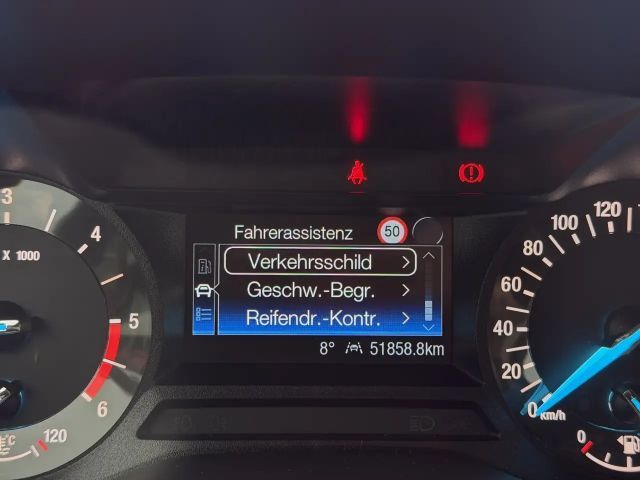 Fahrerassistenz 50
Verkehrsschild
Geschw.-Begr.
Reifendr.-Kontr.
8° 51858.8km
3
x 1000
4
5
6
°C 120
120
100
80
60
40
20
0
km/h
0